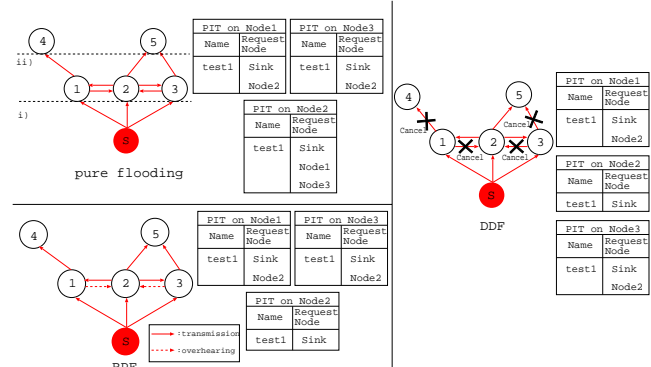 4
5
ii)
1
2
3
i)
S
pure flooding
PIT on Node1
Name Request Node
test1 Sink
Node2
PIT on Node3
Name Request Node
test1 Sink
Node2
PIT on Node2
Name Request Node
test1 Sink
Node1
Node3
4
5
1
2
3
S
:transmission
:overhearing
PIT on Node1
Name Request Node
test1 Sink
Node2
PIT on Node3
Name Request Node
test1 Sink
Node2
PIT on Node2
Name Request Node
test1 Sink
4
5
Cancel
Cancel
1
2
3
Cancel
Cancel
S
DDF
PIT on Node1
Name Request Node
test1 Sink
Node2
PIT on Node2
Name Request Node
test1 Sink
PIT on Node3
Name Request Node
test1 Sink
Node2